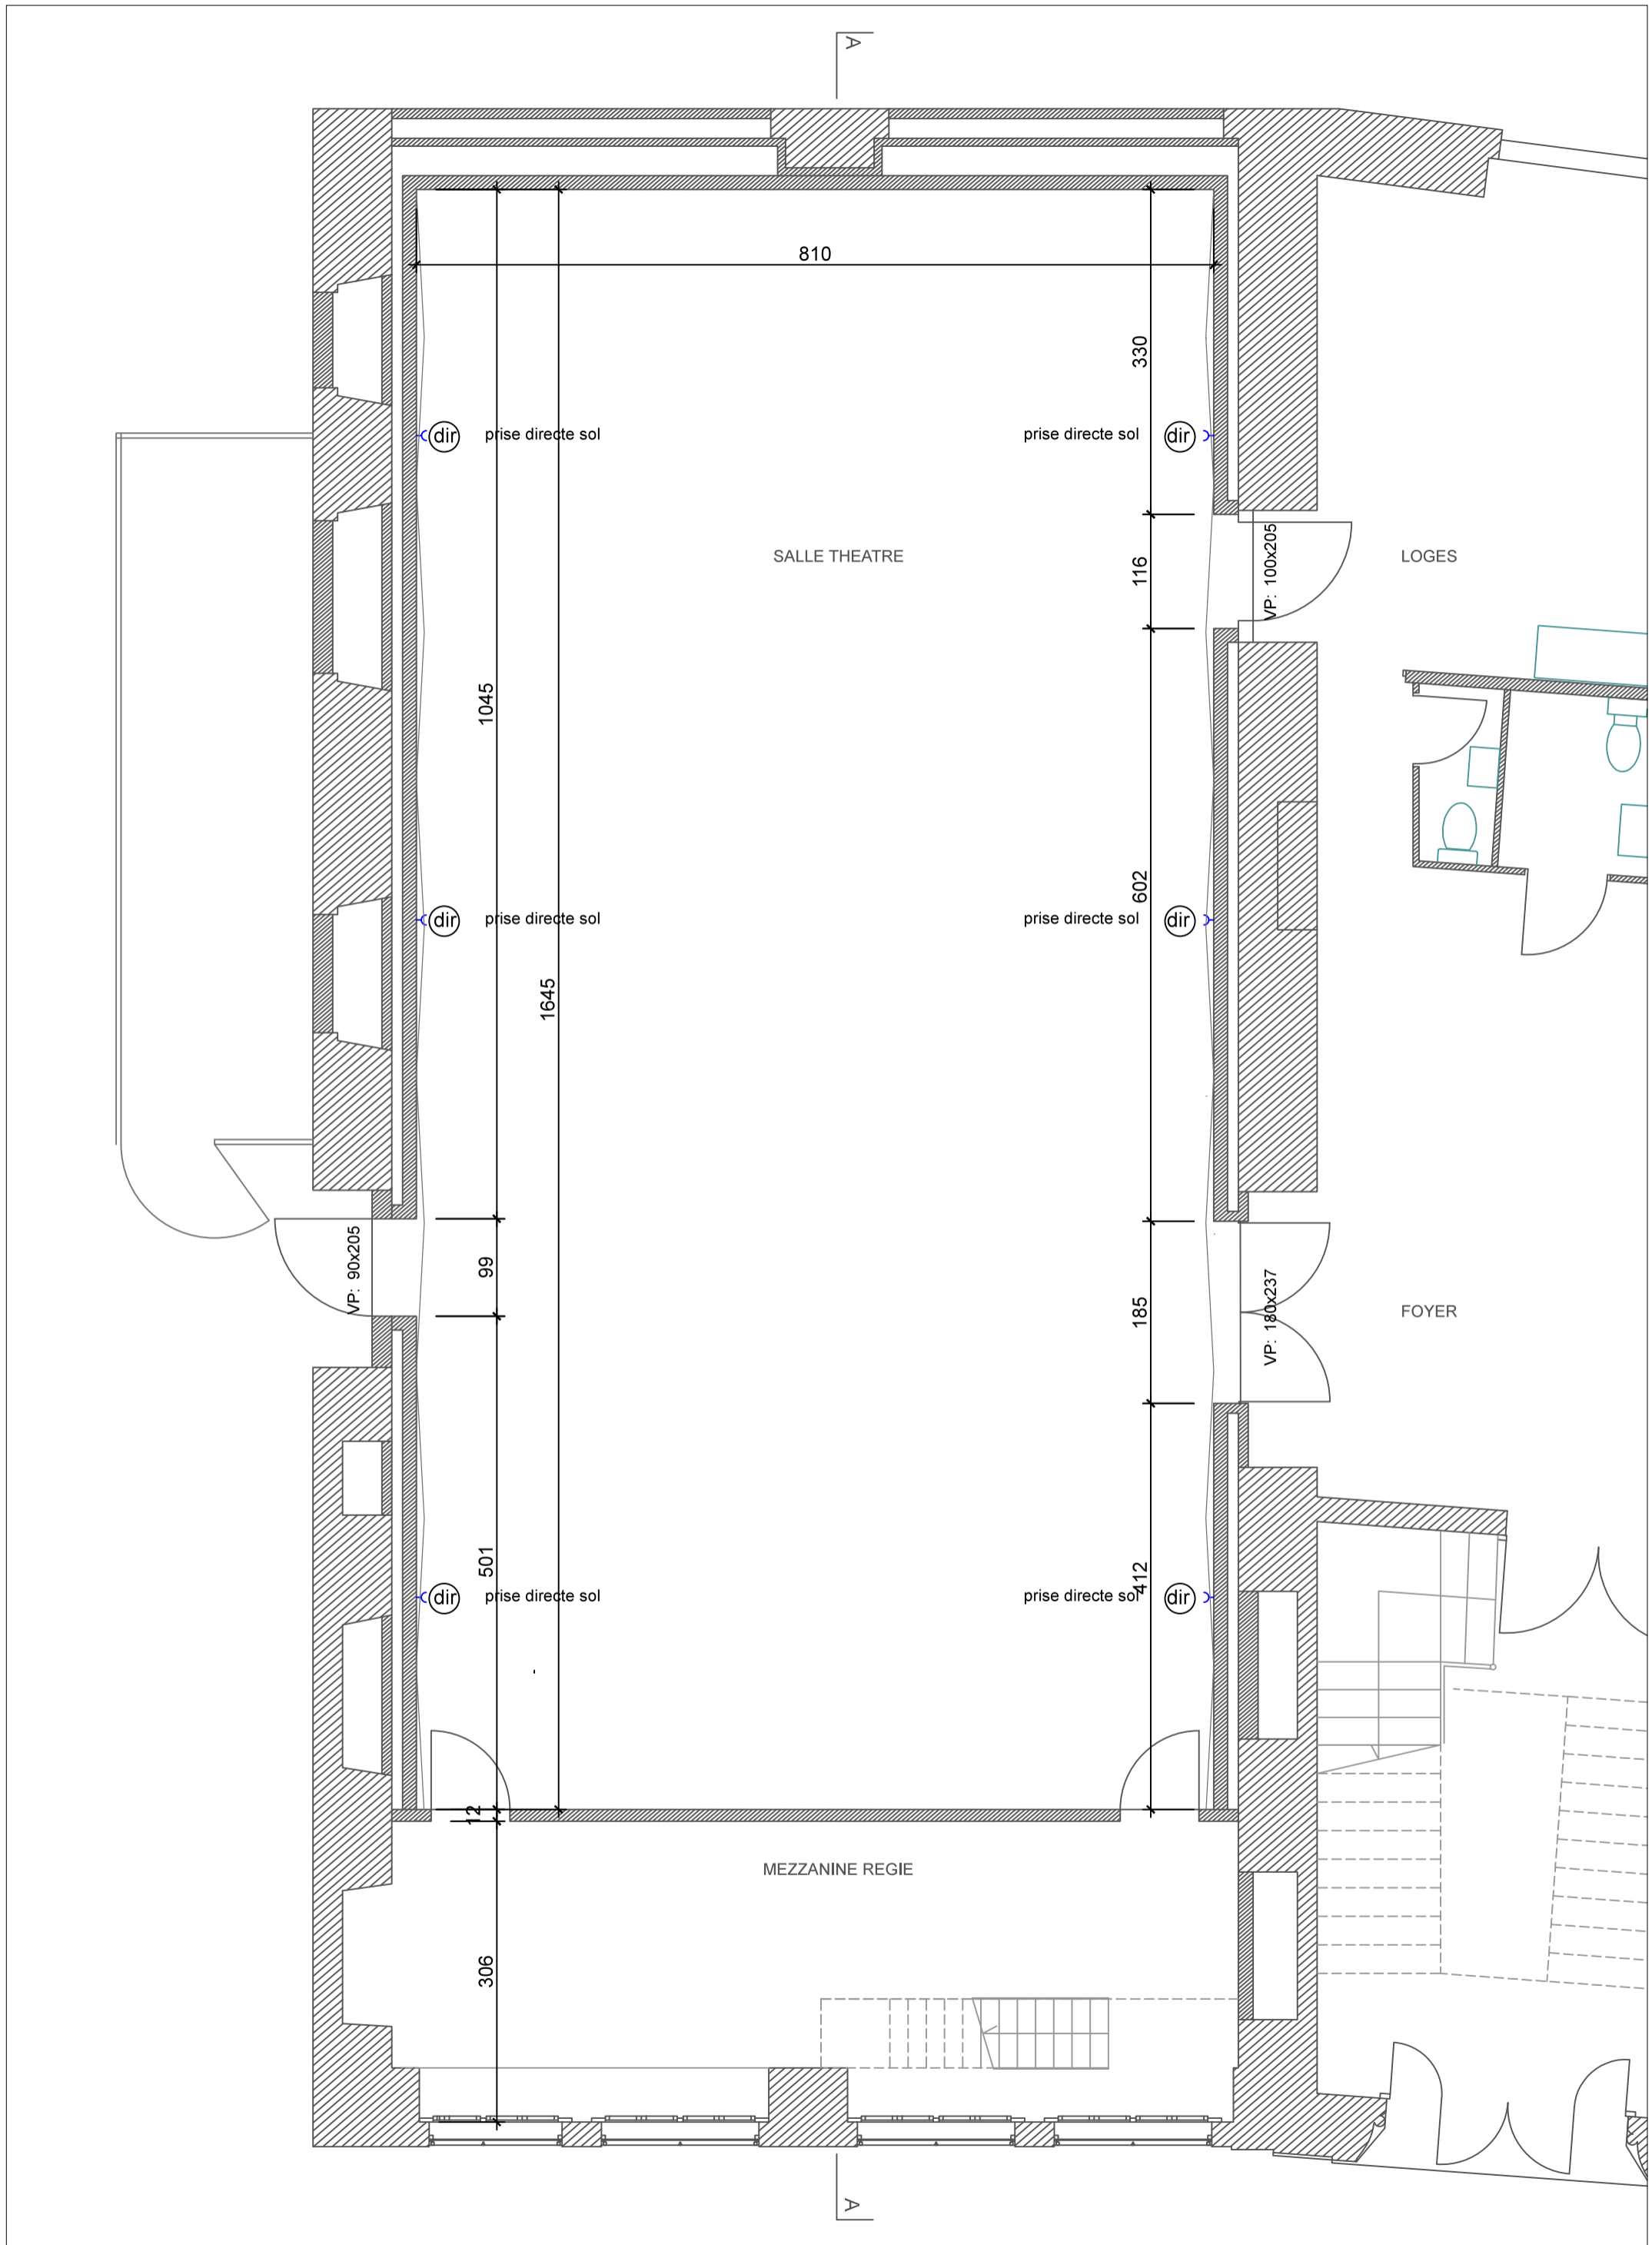 A
810
330
dir prise directe sol
prise directe sol dir
SALLE THEATRE
116
VP: 100x205
LOGES
1045
602
dir prise directe sol
prise directe sol dir
1645
99
VP: 90x205
185
VP: 180x237
FOYER
501
412
dir prise directe sol
prise directe sol dir
12
MEZZANINE REGIE
306
A